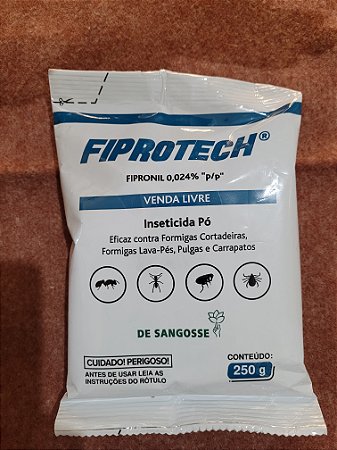 FIPROTECH®
FIPRONIL 0,024% "p/p"
VENDA LIVRE
Inseticida Pó
Eficaz contra Formigas Cortadeiras,
Formigas Lava-Pés, Pulgas e Carrapatos
DE SANGOSSE
CUIDADO! PERIGOSO!
ANTES DE USAR LEIA AS
INSTRUÇÕES DO RÓTULO
CONTEÚDO:
250 g